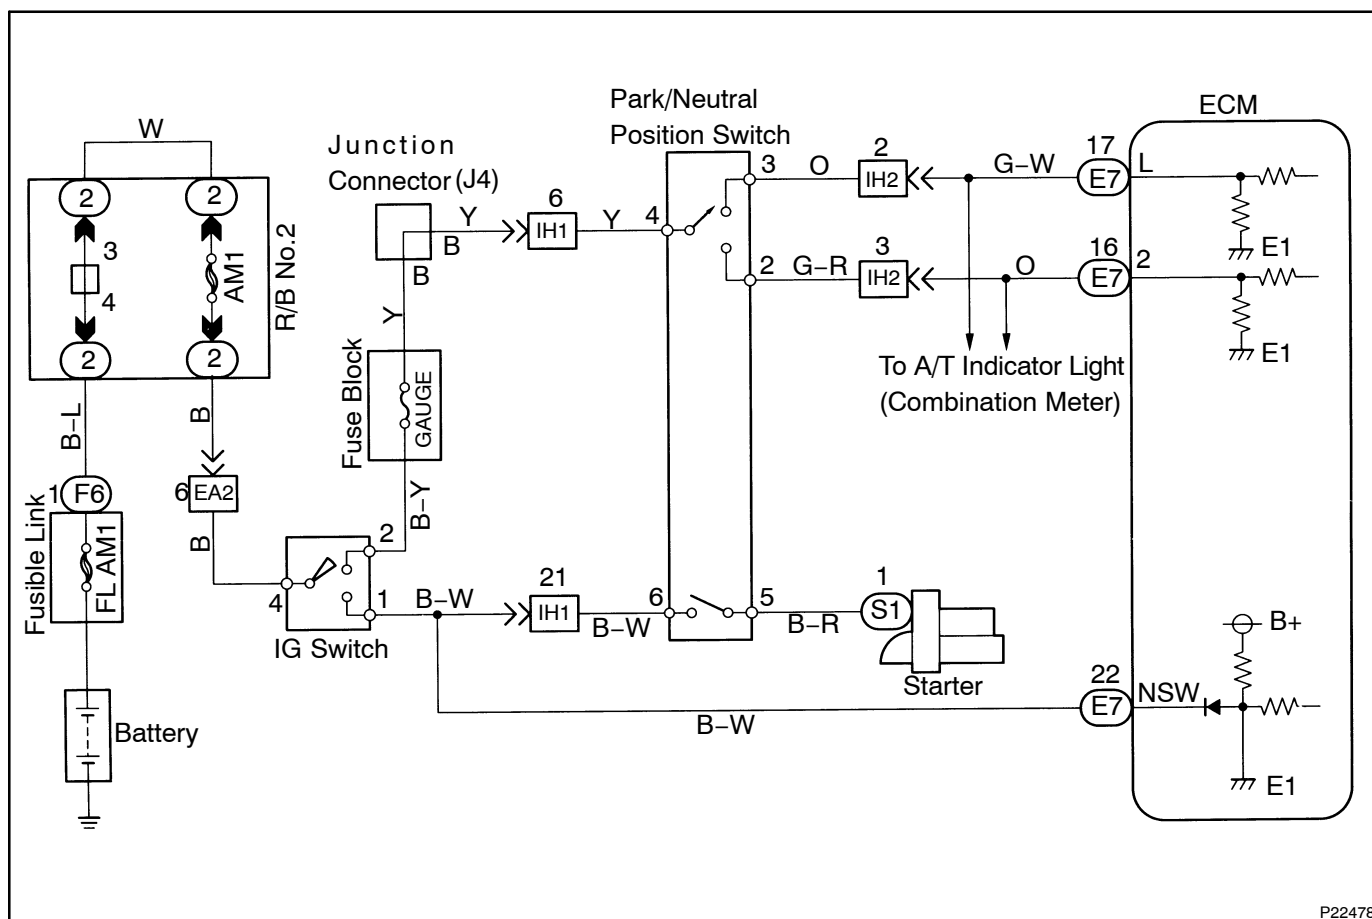 W
2
2
3
4
AM1
R/B No.2
2
2
B–L
B
1
F6
6
EA2
Fusible Link
FL AM1
B
Battery
4
IG Switch
2
1
B–Y
Fuse Block
GAUGE
Y
Junction
Connector (J4)
B
Y
B
6
IH1
Y
4
Park/Neutral
Position Switch
3
O
2
IH2
G–W
17
E7
L
2
G–R
3
IH2
O
16
E7
2
To A/T Indicator Light
(Combination Meter)
B–W
21
IH1
B–W
6
5
B–R
1
S1
Starter
B–W
22
E7
NSW
ECM
E1
E1
B+
E1
P22478